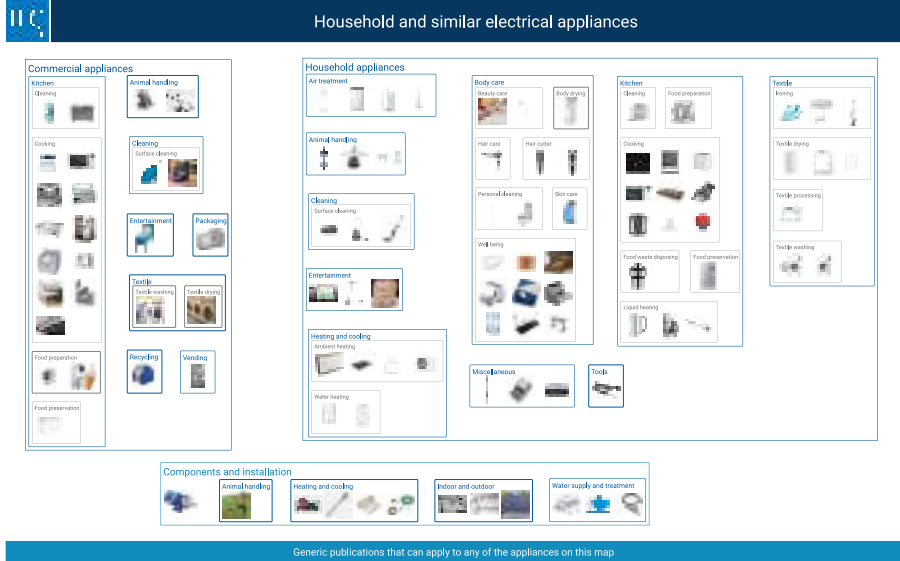 Household and similar electrical appliances
Commercial appliances
Kitchen
Cleaning
Cooking
Food preparation
Food preservation
Animal handling
Cleaning
Surface cleaning
Entertainment
Packaging
Textile
Textile washing
Textile drying
Recycling
Vending
Household appliances
Air treatment
Animal handling
Cleaning
Surface cleaning
Entertainment
Heating and cooling
Ambient heating
Water heating
Body care
Beauty care
Body drying
Hair care
Hair cutter
Personal cleaning
Skin care
Well being
Miscellaneous
Tools
Kitchen
Cleaning
Food preparation
Cooking
Food waste disposing
Food preservation
Liquid heating
Textile
Ironing
Textile drying
Textile processing
Textile washing
Components and installation
Animal handling
Heating and cooling
Indoor and outdoor
Water supply and treatment
Generic publications that can apply to any of the appliances on this map